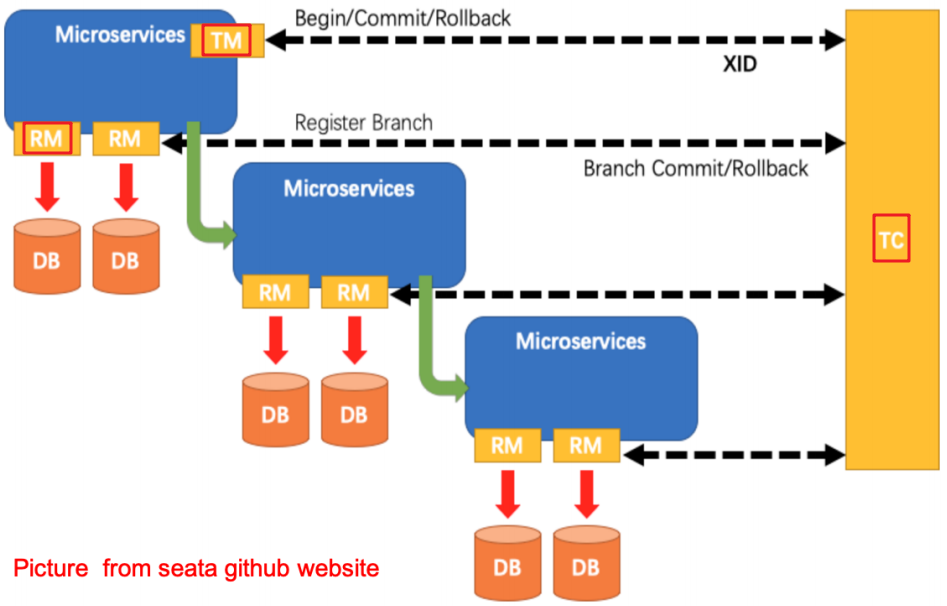 Begin/Commit/Rollback
Microservices
TM
XID
RM
RM
Register Branch
Branch Commit/Rollback
Microservices
DB
DB
TC
RM
RM
Microservices
DB
DB
RM
RM
Picture from seata github website
DB
DB